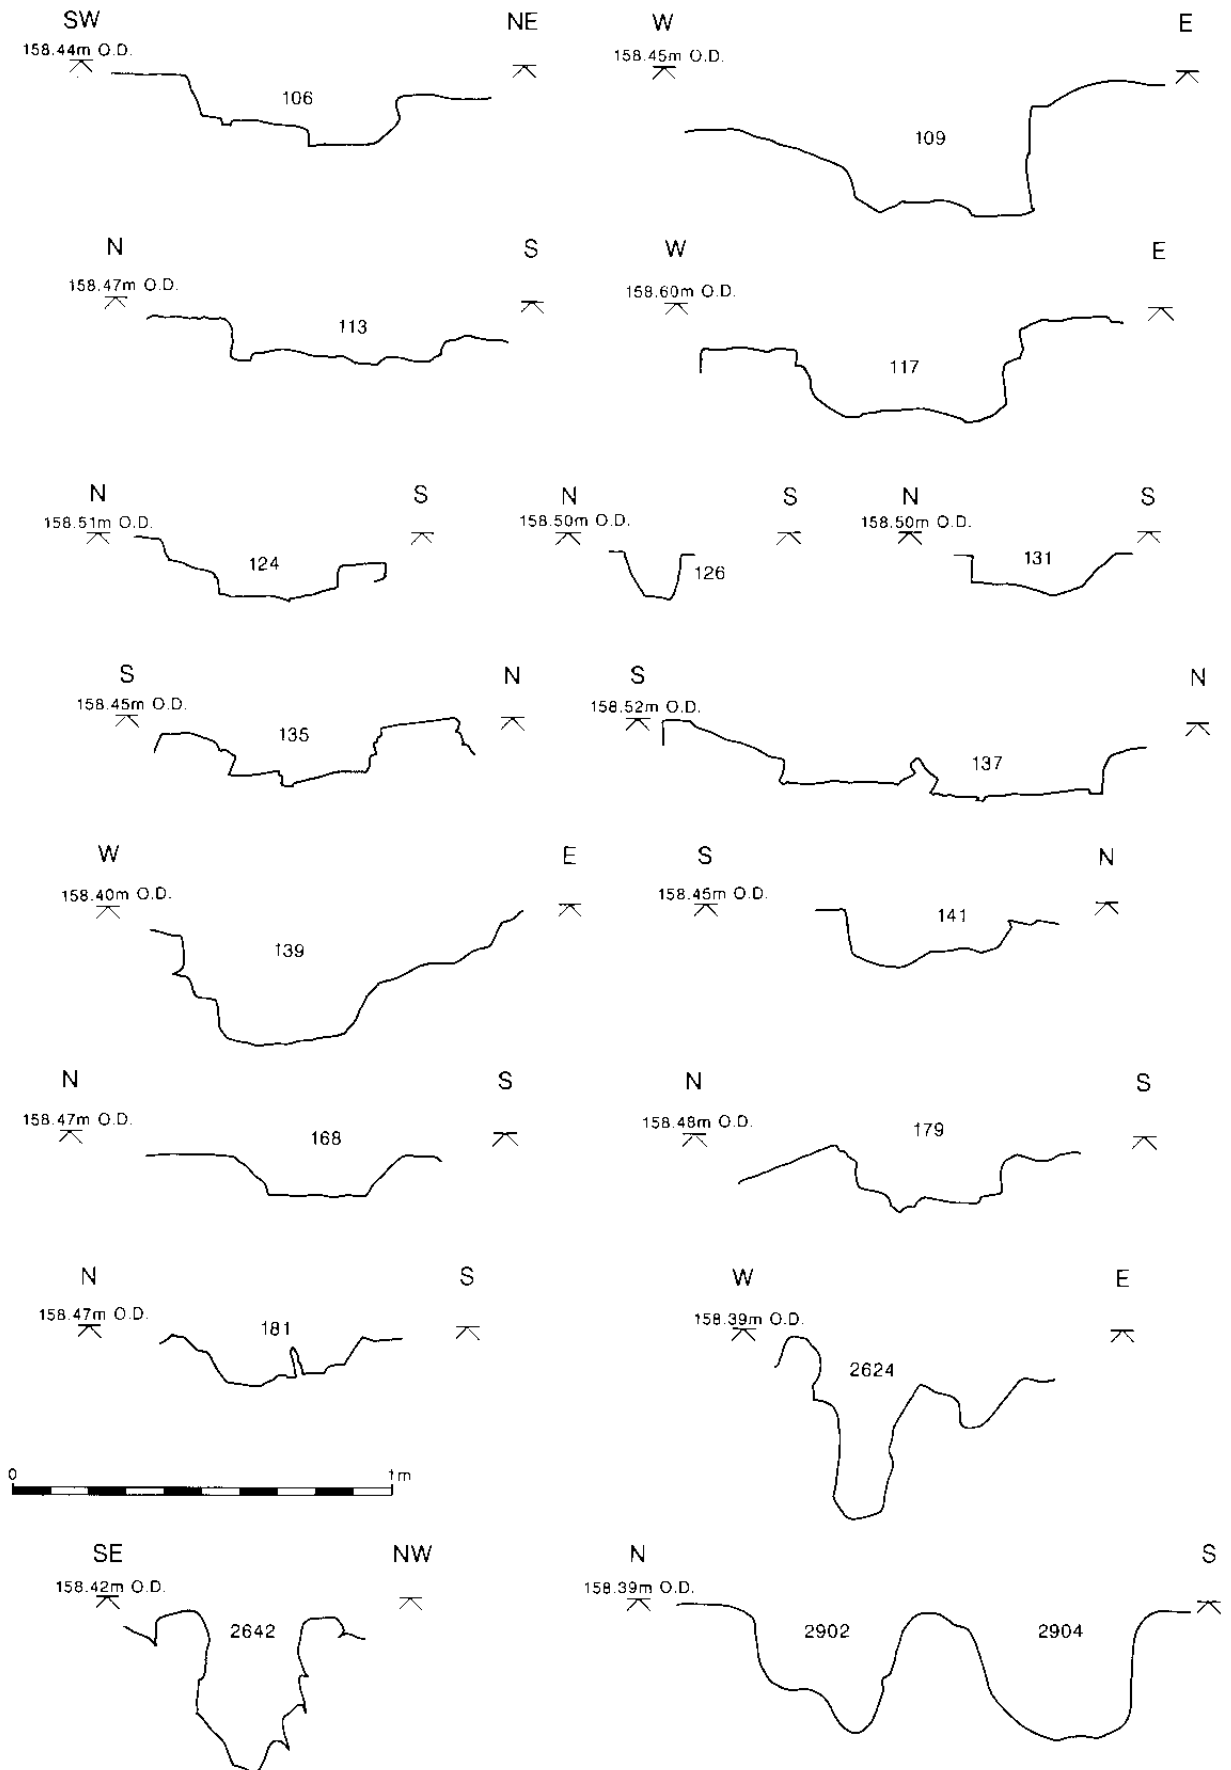 SW NE W E
158.44m O.D. 158.45m O.D.
106 109
N S W E
158.47m O.D. 158.60m O.D.
113 117
N S N S N S
158.51m O.D. 158.50m O.D. 158.50m O.D.
124 126 131
S N S N
158.45m O.D. 158.52m O.D.
135 137
W E S N
158.40m O.D. 158.45m O.D.
139 141
N S N S
158.47m O.D. 158.48m O.D.
168 179
N S W E
158.47m O.D. 158.39m O.D.
181 2624
0 1m
SE NW N S
158.42m O.D. 158.39m O.D.
2642 2902 2904